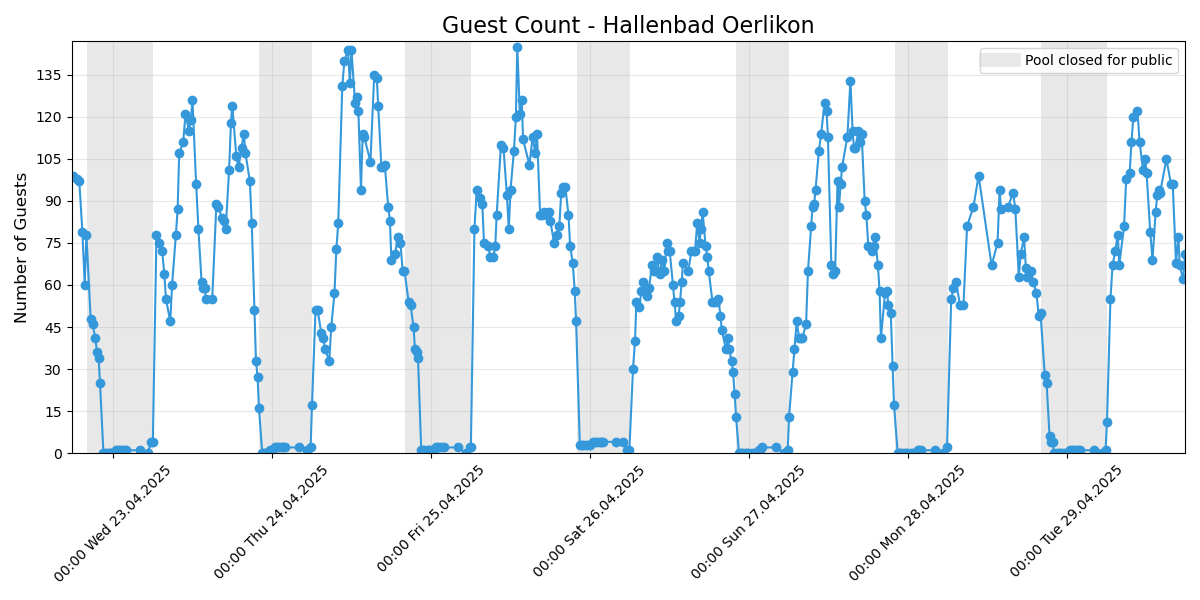 Guest Count - Hallenbad Oerlikon
Pool closed for public
Number of Guests
135
120
105
90
75
60
45
30
15
0
00:00 Wed 23.04.2025
00:00 Thu 24.04.2025
00:00 Fri 25.04.2025
00:00 Sat 26.04.2025
00:00 Sun 27.04.2025
00:00 Mon 28.04.2025
00:00 Tue 29.04.2025